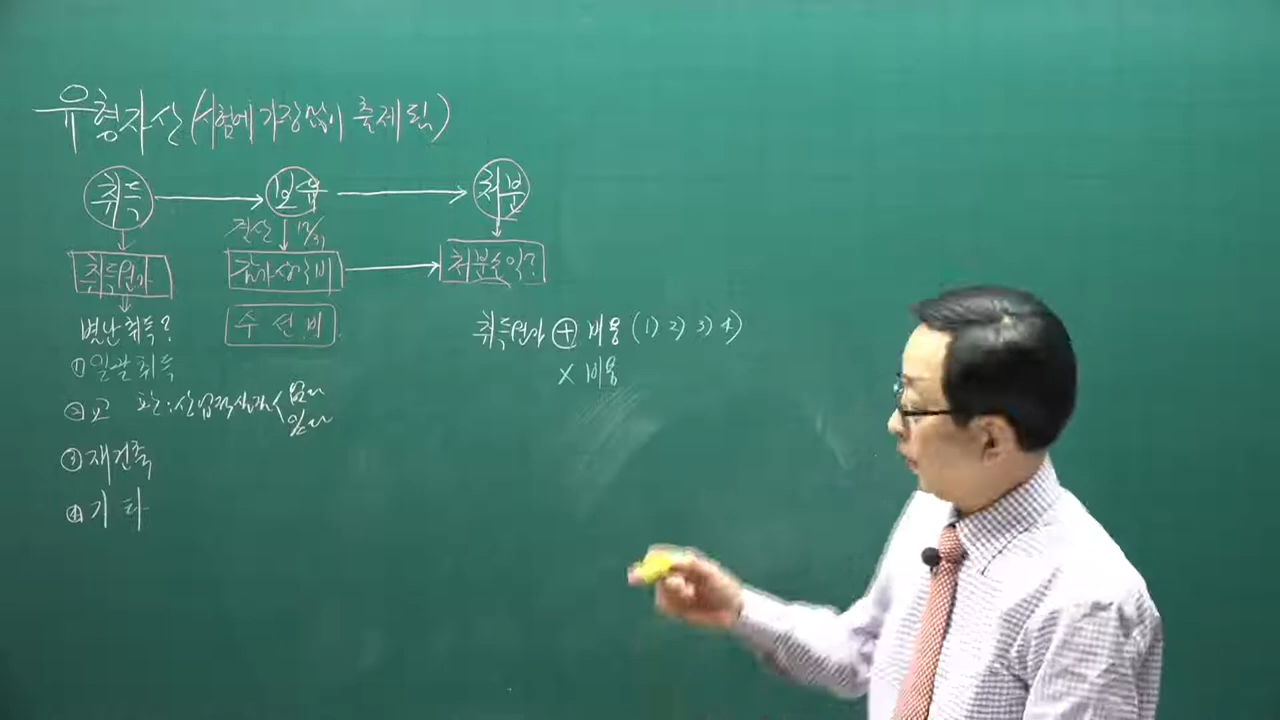 유형자산 (시험에 가장 많이 출제됨)
취득 → 보유 → 처분
결산 12/31
취득원가 감가상각비 → 처분손익?
별난 취득? 수선비
취득원가 ⊕ 비용 (1) 2) 3) 4)
① 일괄취득 × 비용
② 교
③ 재건축
④ 기타